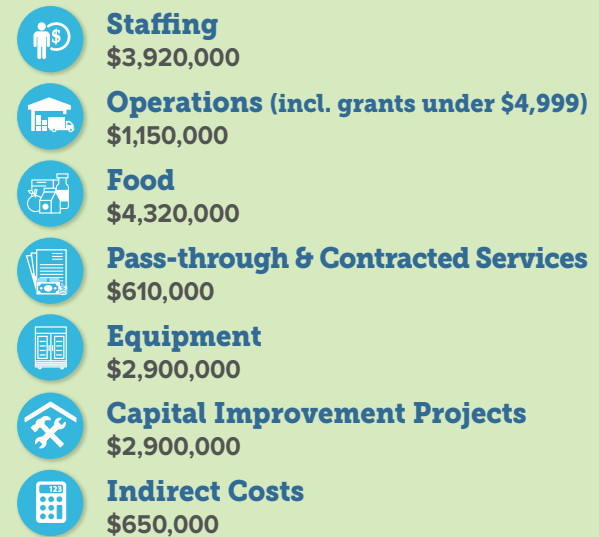 $
Staffing
$3,920,000
Operations (incl. grants under $4,999)
$1,150,000
Food
$4,320,000
Pass-through & Contracted Services
$610,000
Equipment
$2,900,000
Capital Improvement Projects
$2,900,000
123
Indirect Costs
$650,000